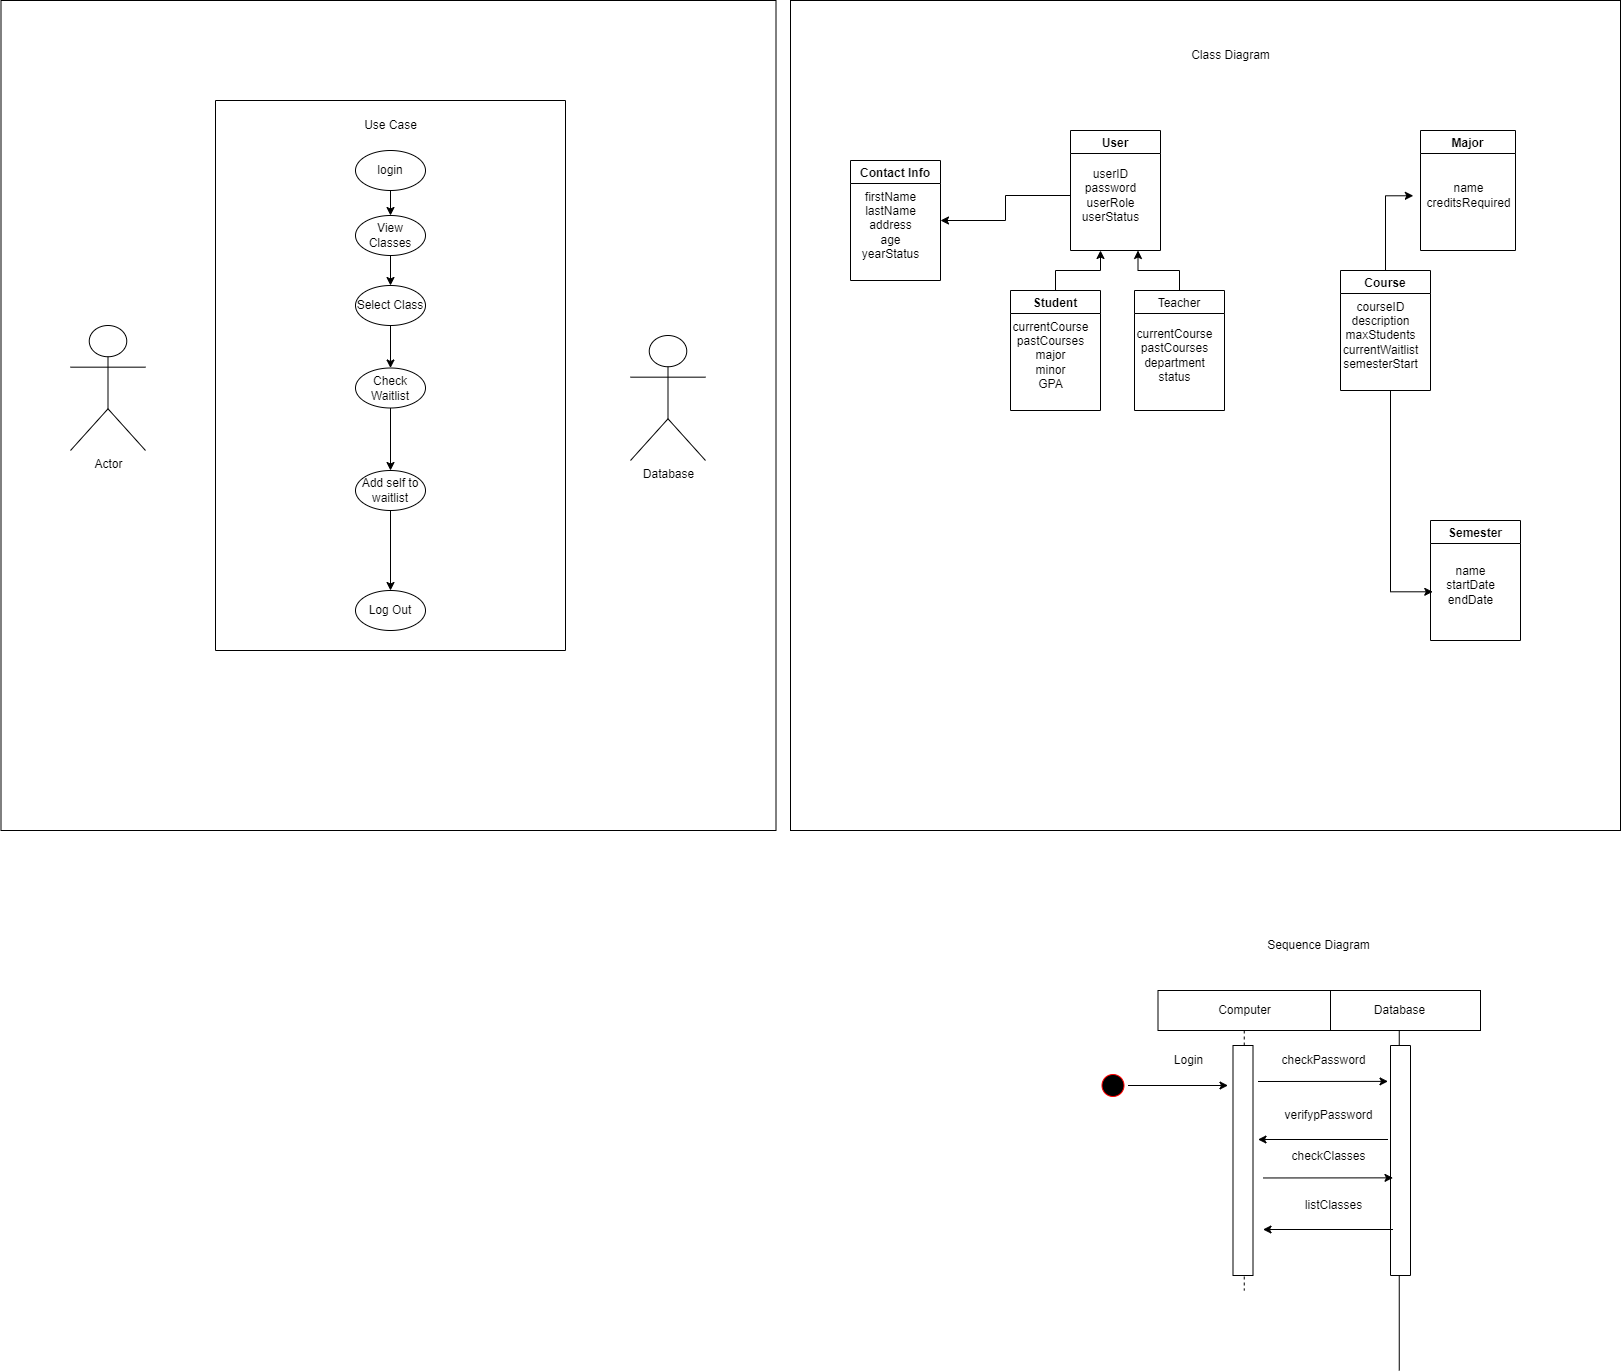 Use Case
login
View
Classes
Select Class
Check
Waitlist
Add self to
waitlist
Log Out
Actor
Database
Class Diagram
Contact Info
firstName
lastName
address
age
yearStatus
User
userID
password
userRole
userStatus
Student
currentCourse
pastCourses
major
minor
GPA
Teacher
currentCourse
pastCourses
department
status
Major
name
creditsRequired
Course
courseID
description
maxStudents
currentWaitlist
semesterStart
Semester
name
startDate
endDate
Sequence Diagram
Computer
Database
Login
checkPassword
verifypPassword
checkClasses
listClasses